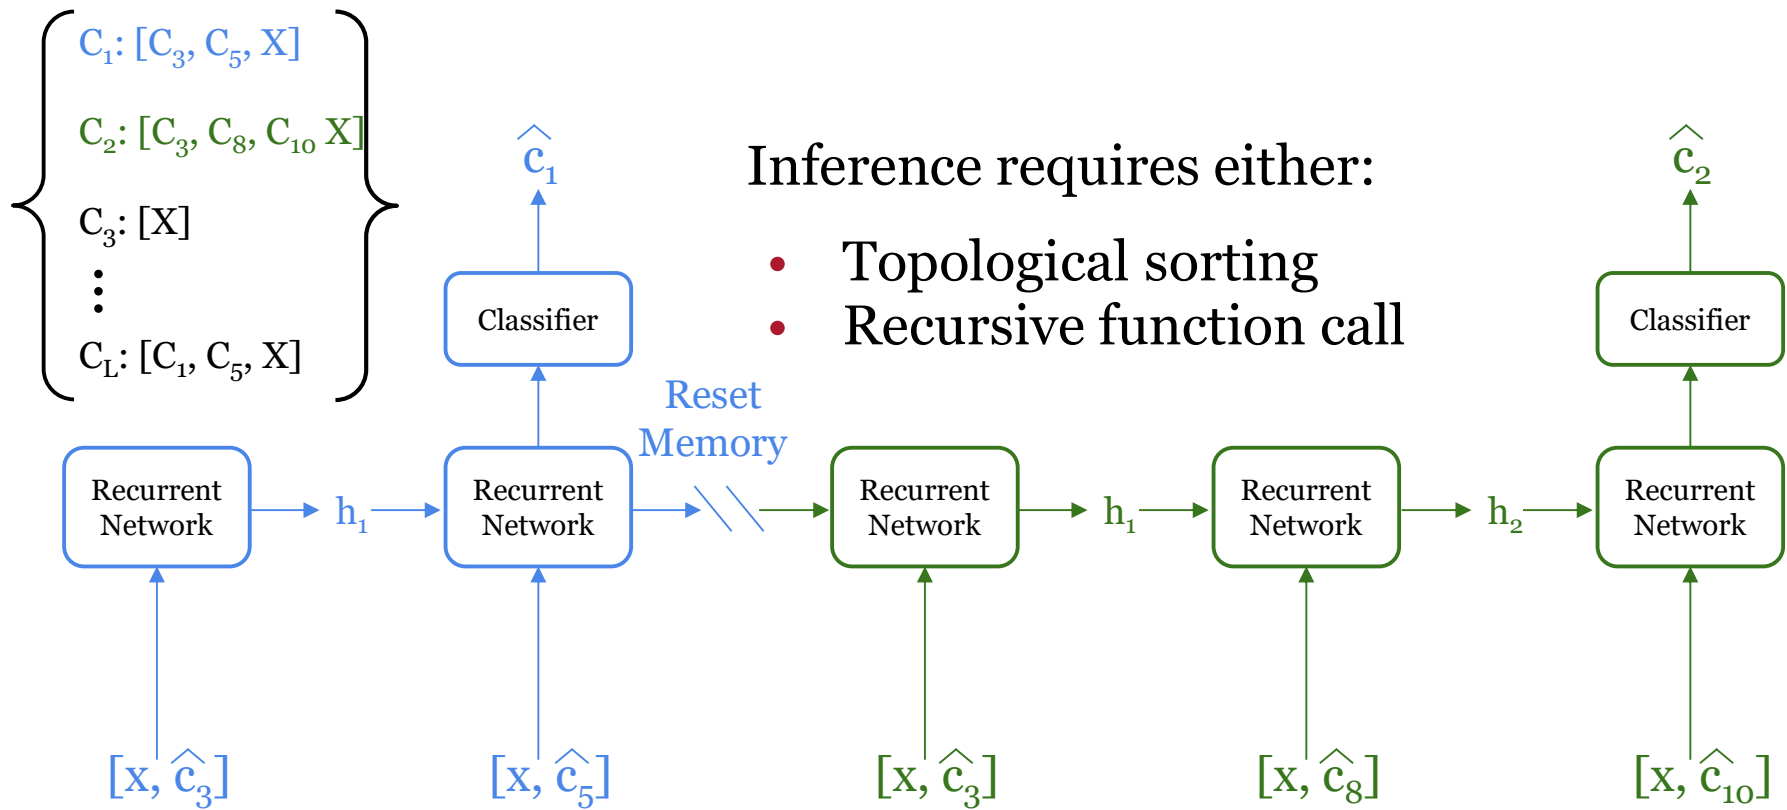 C₁: [C₃, C₅, X]
C₂: [C₃, C₈, C₁₀ X]
C₃: [X]
⋮
C_L: [C₁, C₅, X]
ĉ₁
Inference requires either:
• Topological sorting
• Recursive function call
ĉ₂
Classifier
Classifier
Reset
Memory
Recurrent
Network
h₁
Recurrent
Network
Recurrent
Network
h₁
Recurrent
Network
h₂
Recurrent
Network
[x, ĉ₃]
[x, ĉ₅]
[x, ĉ₃]
[x, ĉ₈]
[x, ĉ₁₀]